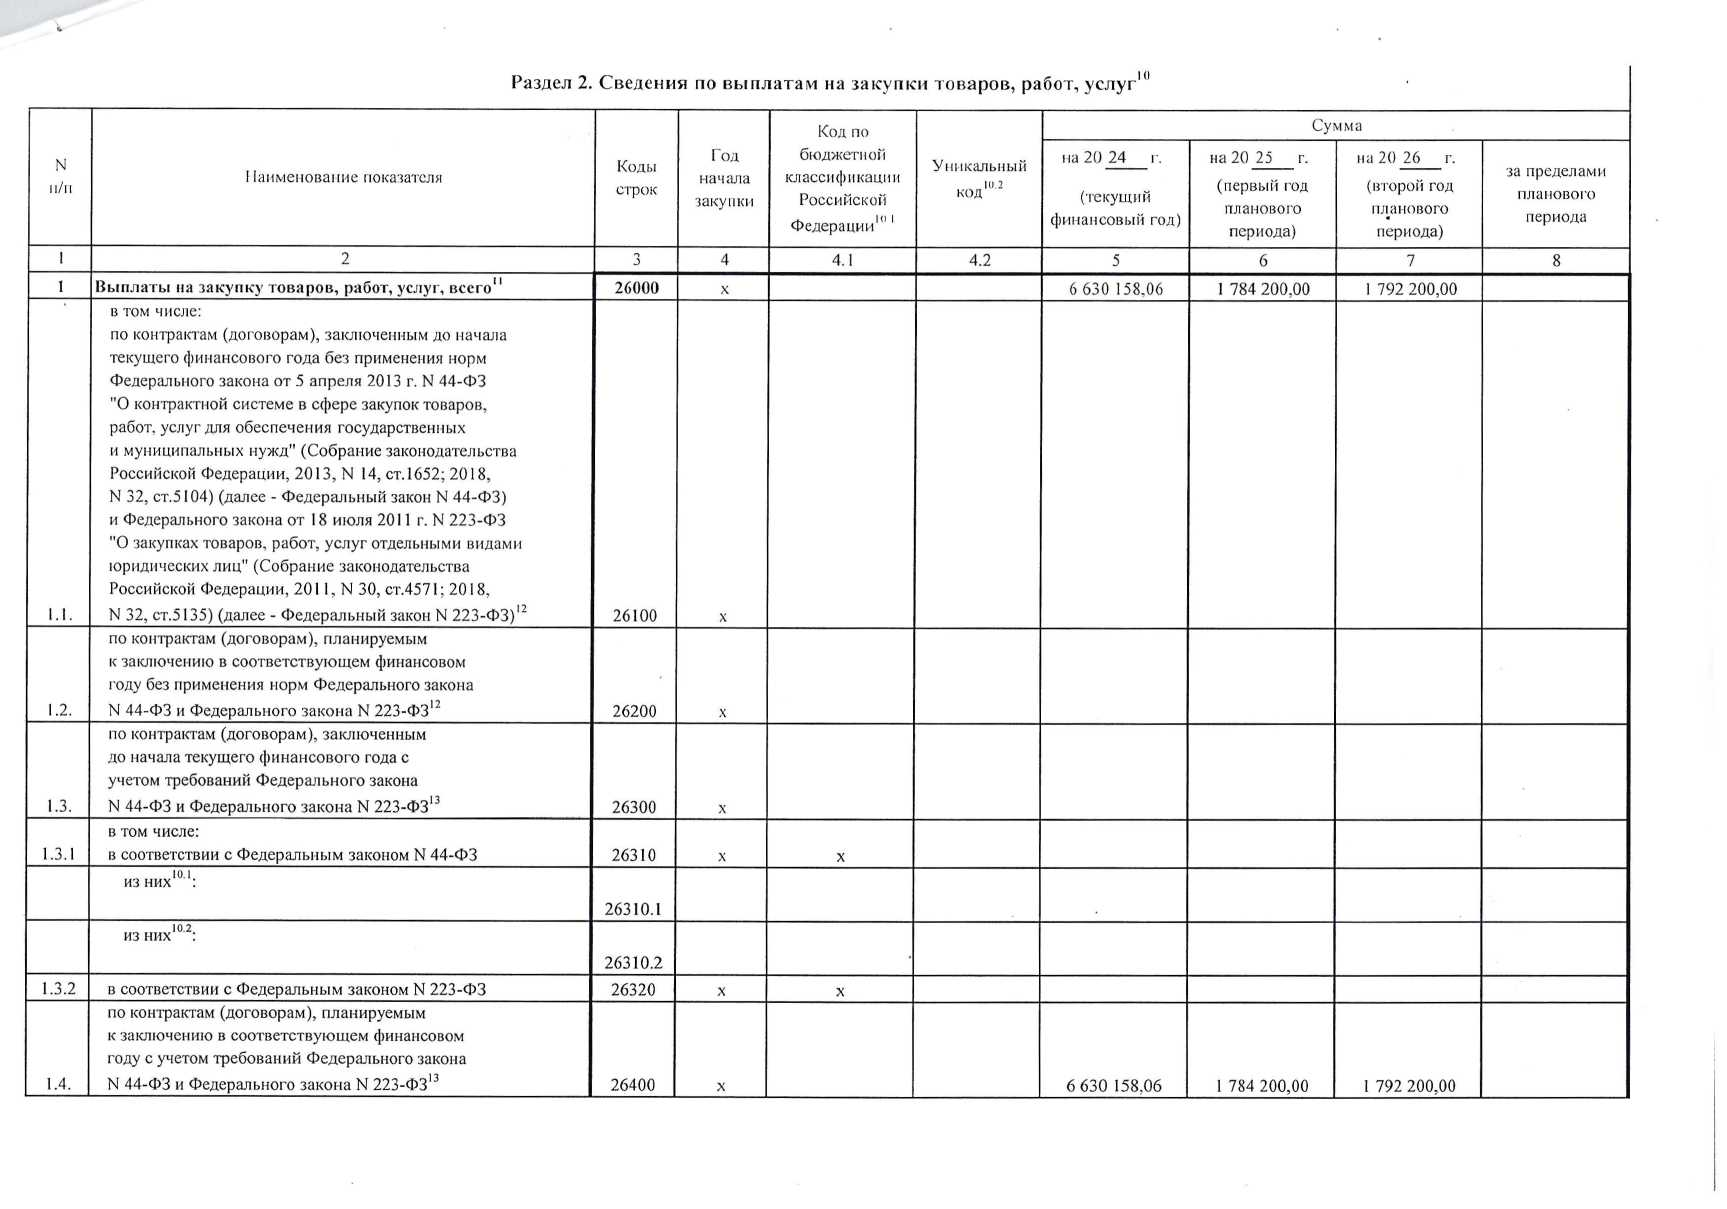 Раздел 2. Сведения по выплатам на закупки товаров, работ, услуг10
N п/п
Наименование показателя
Коды строк
Год начала закупки
Код по бюджетной классификации Российской Федерации10.1
Уникальный код10.2
Сумма
на 20 24 г. (текущий финансовый год)
на 20 25 г. (первый год планового периода)
на 20 26 г. (второй год планового периода)
за пределами планового периода
1 2 3 4 4.1 4.2 5 6 7 8
1 Выплаты на закупку товаров, работ, услуг, всего11 26000 х 6 630 158,06 1 784 200,00 1 792 200,00
в том числе:
по контрактам (договорам), заключенным до начала
текущего финансового года без применения норм
Федерального закона от 5 апреля 2013 г. N 44-ФЗ
"О контрактной системе в сфере закупок товаров,
работ, услуг для обеспечения государственных
и муниципальных нужд" (Собрание законодательства
Российской Федерации, 2013, N 14, ст.1652; 2018,
N 32, ст.5104) (далее - Федеральный закон N 44-ФЗ)
и Федерального закона от 18 июля 2011 г. N 223-ФЗ
"О закупках товаров, работ, услуг отдельными видами
юридических лиц" (Собрание законодательства
Российской Федерации, 2011, N 30, ст.4571; 2018,
1.1. N 32, ст.5135) (далее - Федеральный закон N 223-ФЗ)12 26100 х
по контрактам (договорам), планируемым
к заключению в соответствующем финансовом
году без применения норм Федерального закона
1.2. N 44-ФЗ и Федерального закона N 223-ФЗ12 26200 х
по контрактам (договорам), заключенным
до начала текущего финансового года с
учетом требований Федерального закона
1.3. N 44-ФЗ и Федерального закона N 223-ФЗ13 26300 х
в том числе:
1.3.1 в соответствии с Федеральным законом N 44-ФЗ 26310 х х
из них10.1:
26310.1
из них10.2:
26310.2
1.3.2 в соответствии с Федеральным законом N 223-ФЗ 26320 х х
по контрактам (договорам), планируемым
к заключению в соответствующем финансовом
году с учетом требований Федерального закона
1.4. N 44-ФЗ и Федерального закона N 223-ФЗ13 26400 х 6 630 158,06 1 784 200,00 1 792 200,00